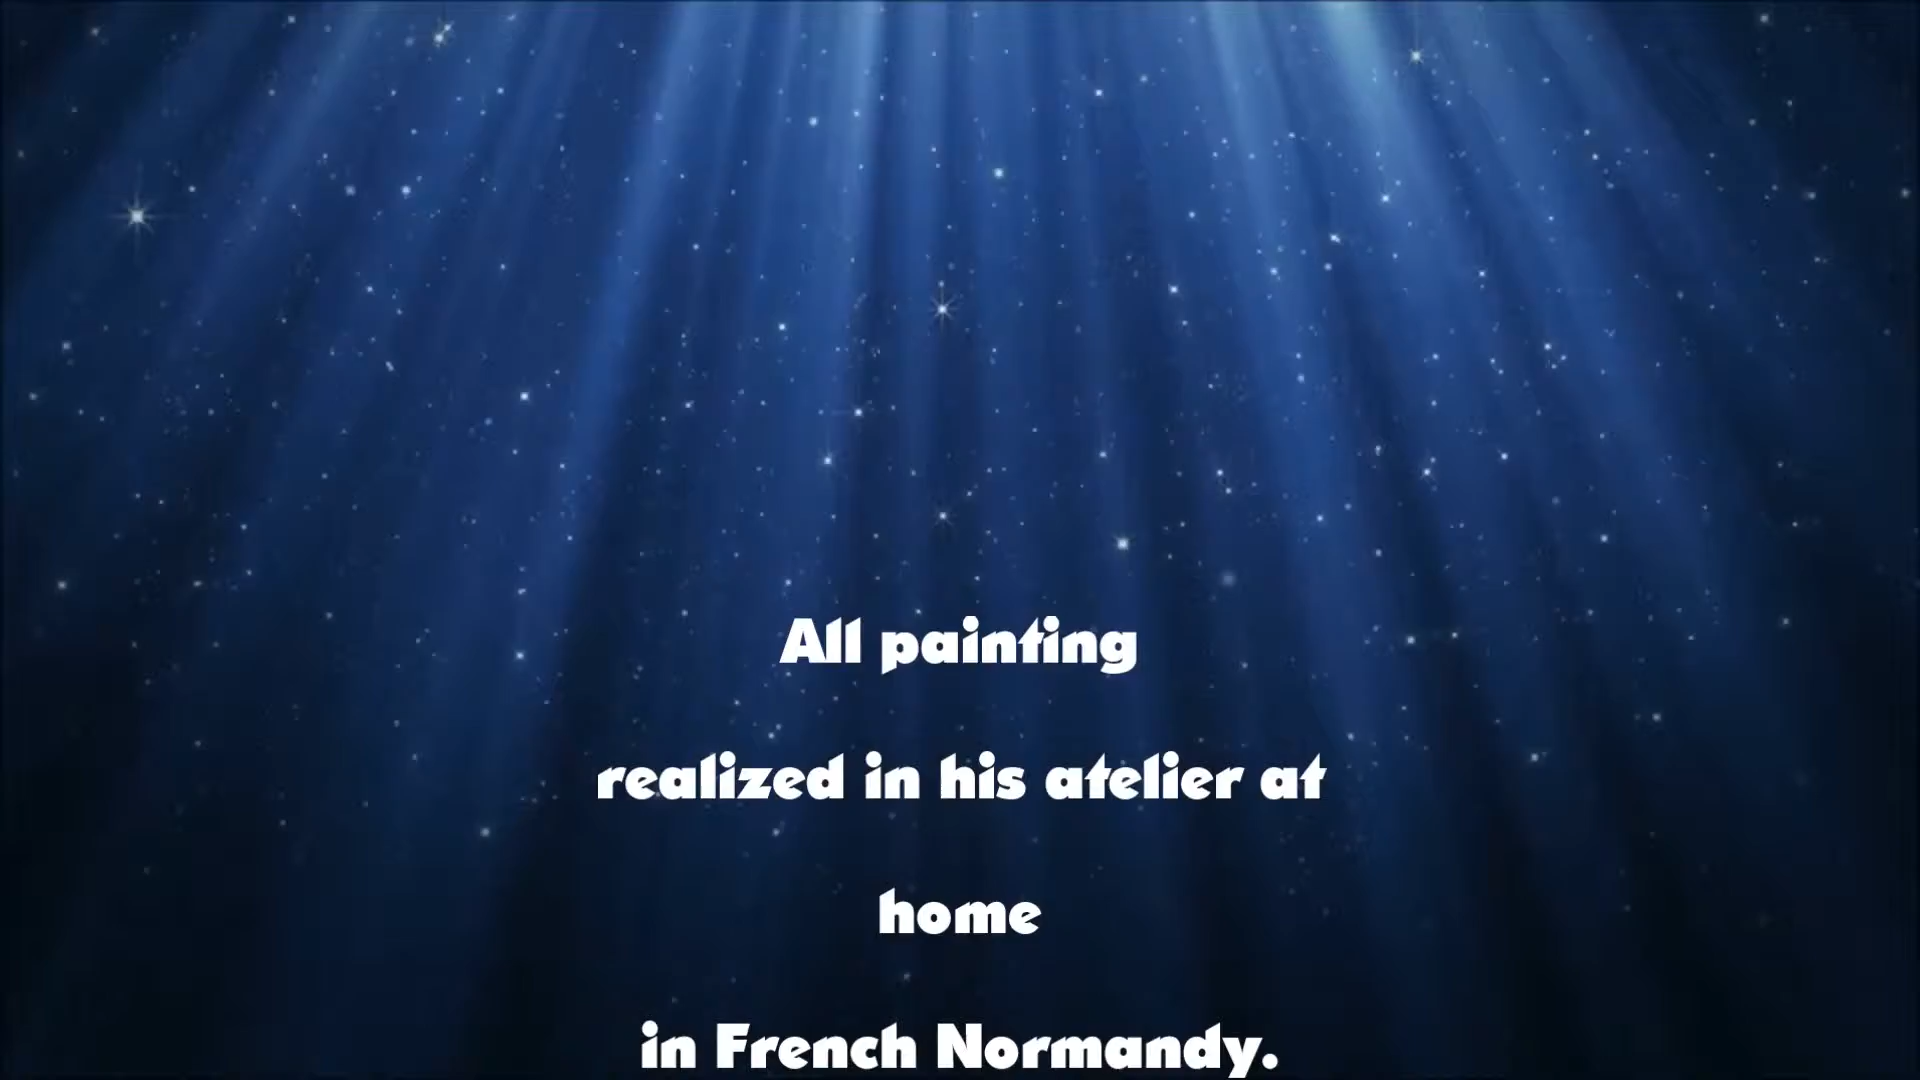 All painting
realized in his atelier at
home
in French Normandy.